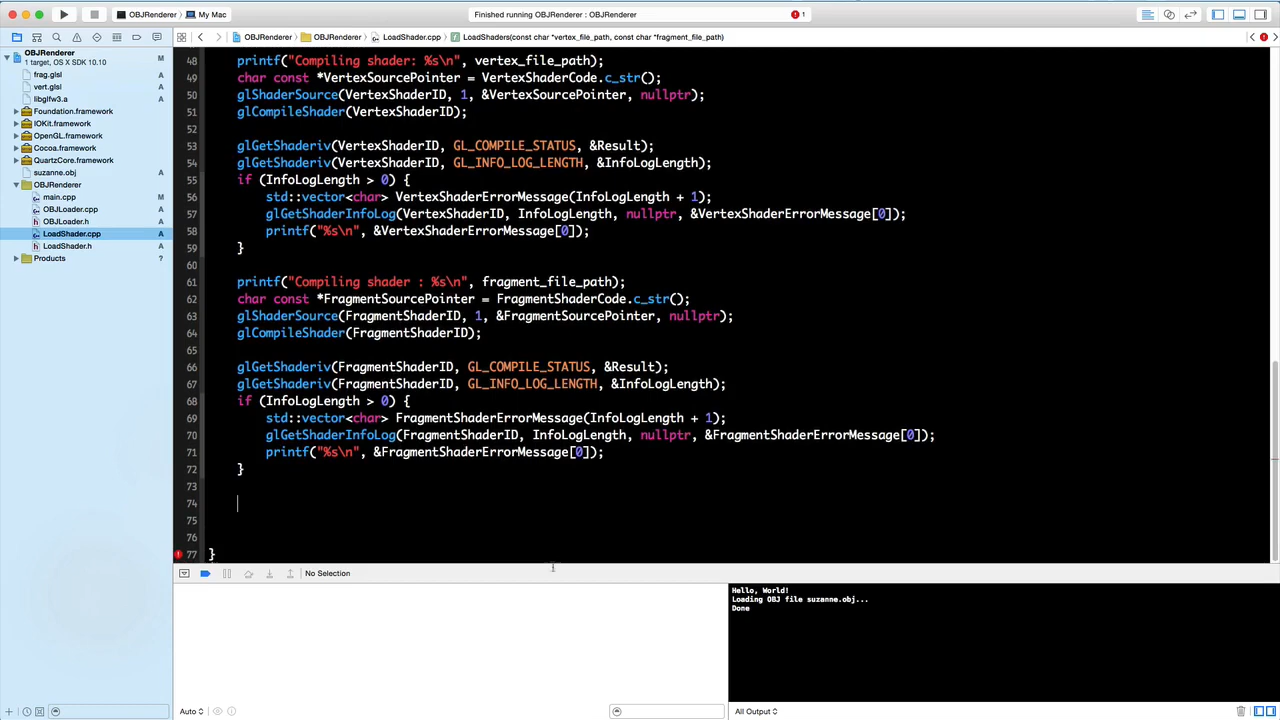 OBJRenderer My Mac
Finished running OBJRenderer : OBJRenderer
1
OBJRenderer
1 target, OS X SDK 10.10
M
frag.glsl
vert.glsl
libglfw3.a
A
Foundation.framework
IOKit.framework
OpenGL.framework
Cocoa.framework
QuartzCore.framework
suzanne.obj
A
OBJRenderer
main.cpp
M
OBJLoader.cpp
A
OBJLoader.h
A
LoadShader.cpp
A
LoadShader.h
A
Products
?
OBJRenderer OBJRenderer LoadShader.cpp LoadShaders(const char *vertex_file_path, const char *fragment_file_path)
48 printf("Compiling shader: %s\n", vertex_file_path);
49 char const *VertexSourcePointer = VertexShaderCode.c_str();
50 glShaderSource(VertexShaderID, 1, &VertexSourcePointer, nullptr);
51 glCompileShader(VertexShaderID);
52
53 glGetShaderiv(VertexShaderID, GL_COMPILE_STATUS, &Result);
54 glGetShaderiv(VertexShaderID, GL_INFO_LOG_LENGTH, &InfoLogLength);
55 if (InfoLogLength > 0) {
56 std::vector<char> VertexShaderErrorMessage(InfoLogLength + 1);
57 glGetShaderInfoLog(VertexShaderID, InfoLogLength, nullptr, &VertexShaderErrorMessage[0]);
58 printf("%s\n", &VertexShaderErrorMessage[0]);
59 }
60
61 printf("Compiling shader : %s\n", fragment_file_path);
62 char const *FragmentSourcePointer = FragmentShaderCode.c_str();
63 glShaderSource(FragmentShaderID, 1, &FragmentSourcePointer, nullptr);
64 glCompileShader(FragmentShaderID);
65
66 glGetShaderiv(FragmentShaderID, GL_COMPILE_STATUS, &Result);
67 glGetShaderiv(FragmentShaderID, GL_INFO_LOG_LENGTH, &InfoLogLength);
68 if (InfoLogLength > 0) {
69 std::vector<char> FragmentShaderErrorMessage(InfoLogLength + 1);
70 glGetShaderInfoLog(FragmentShaderID, InfoLogLength, nullptr, &FragmentShaderErrorMessage[0]);
71 printf("%s\n", &FragmentShaderErrorMessage[0]);
72 }
73
74
75
76
77 }
No Selection
Hello, World!
Loading OBJ file suzanne.obj...
Done
Auto
All Output